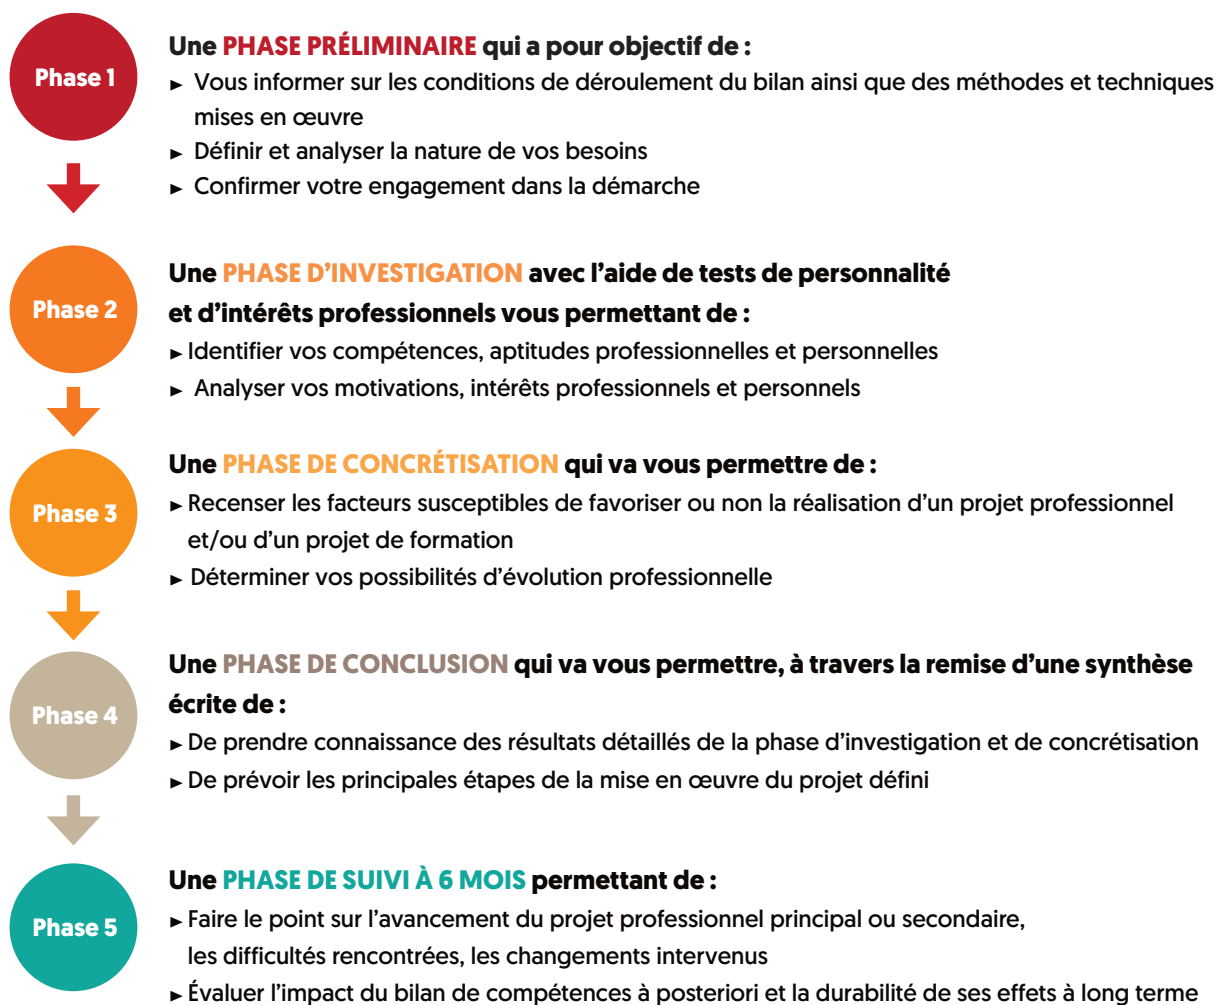 Phase 1
Une PHASE PRÉLIMINAIRE qui a pour objectif de :
► Vous informer sur les conditions de déroulement du bilan ainsi que des méthodes et techniques
mises en œuvre
► Définir et analyser la nature de vos besoins
► Confirmer votre engagement dans la démarche
Phase 2
Une PHASE D’INVESTIGATION avec l’aide de tests de personnalité
et d’intérêts professionnels vous permettant de :
► Identifier vos compétences, aptitudes professionnelles et personnelles
► Analyser vos motivations, intérêts professionnels et personnels
Phase 3
Une PHASE DE CONCRÉTISATION qui va vous permettre de :
► Recenser les facteurs susceptibles de favoriser ou non la réalisation d’un projet professionnel
et/ou d’un projet de formation
► Déterminer vos possibilités d’évolution professionnelle
Phase 4
Une PHASE DE CONCLUSION qui va vous permettre, à travers la remise d’une synthèse
écrite de :
► De prendre connaissance des résultats détaillés de la phase d’investigation et de concrétisation
► De prévoir les principales étapes de la mise en œuvre du projet défini
Phase 5
Une PHASE DE SUIVI À 6 MOIS permettant de :
► Faire le point sur l’avancement du projet professionnel principal ou secondaire,
les difficultés rencontrées, les changements intervenus
► Évaluer l’impact du bilan de compétences à posteriori et la durabilité de ses effets à long terme